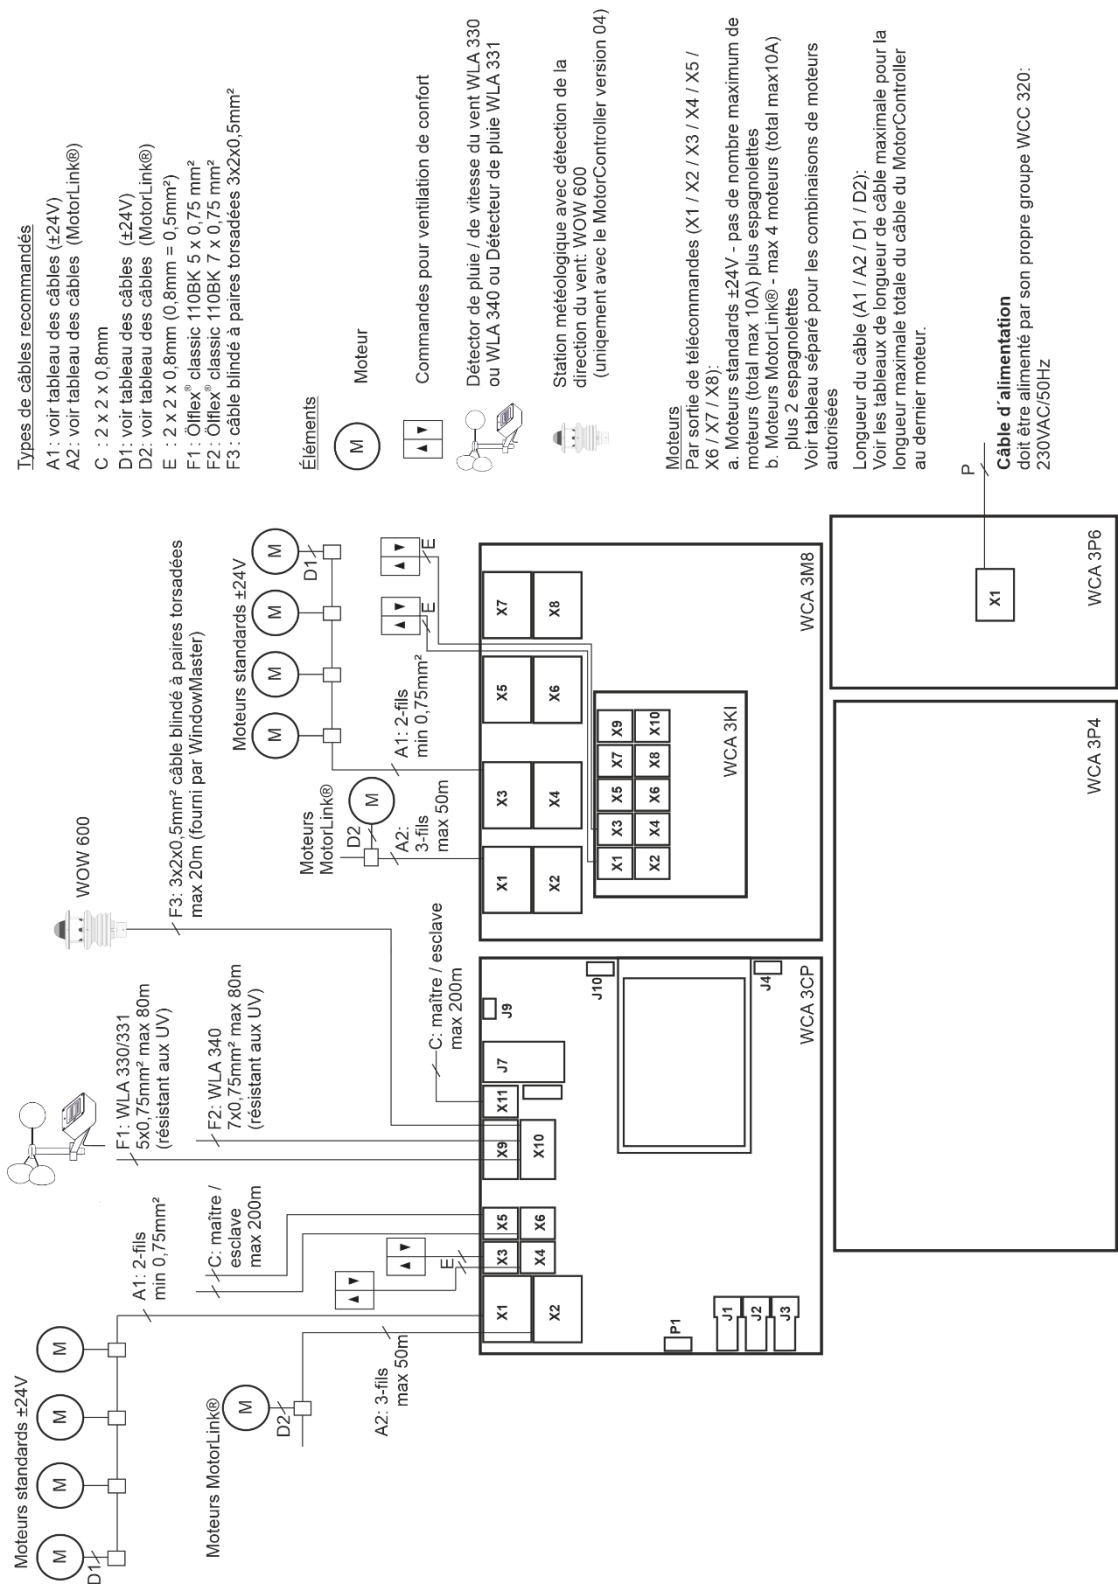 Types de câbles recommandés
A1 : voir tableau des câbles (±24V)
A2: voir tableau des câbles (MotorLink®)
C : 2 x 2 x 0,8mm
D1: voir tableau des câbles (±24V)
D2: voir tableau des câbles (MotorLink®)
E : 2 x 2 x 0,8mm (0,8mm = 0,5mm²)
F1 : Ölflex® classic 110BK 5 x 0,75 mm²
F2: Ölflex® classic 110BK 7 x 0,75 mm²
F3 : câble blindé à paires torsadées 3x2x0,5mm²
Éléments
M
Moteur
Commandes pour ventilation de confort
Détector de pluie / de vitesse du vent WLA 330
ou WLA 340 ou Détecteur de pluie WLA 331
Station météologique avec détection de la
direction du vent: WOW 600
(uniqement avec le MotorController version 04)
Moteurs
Par sortie de télécommandes (X1 / X2 / X3 / X4 / X5 /
X6 / X7 / X8):
a. Moteurs standards ±24V - pas de nombre maximum de
moteurs (total max 10A) plus espagnolettes
b. Moteurs MotorLink® - max 4 moteurs (total max10A)
plus 2 espagnolettes
Voir tableau séparé pour les combinaisons de moteurs
autorisées
Longueur du câble (A1 / A2 / D1 / D2):
Voir les tableaux de longueur de câble maximale pour la
longueur maximale totale du câble du MotorController
au dernier moteur.
Câble d´alimentation
doit être alimenté par son propre groupe WCC 320:
230VAC/50Hz
Moteurs standards ±24V
M
M
M
M
D1
A1: 2-fils
min 0,75mm²
Moteurs MotorLink®
M
D2
A2: 3-fils
max 50m
C: maître /
esclave
max 200m
E
F1: WLA 330/331
5x0,75mm² max 80m
(résistant aux UV)
F2: WLA 340
7x0,75mm² max 80m
(résistant aux UV)
WOW 600
F3: 3x2x0,5mm² câble blindé à paires torsadées
max 20m (fourni par WindowMaster)
C: maître / esclave
max 200m
X1
X2
X3
X4
X5
X6
X9
X10
X11
J7
J9
J10
J4
P1
J1
J2
J3
WCA 3CP
Moteurs
MotorLink®
D2
M
A2:
3-fils
max 50m
Moteurs standards ±24V
M
M
M
M
D1
A1: 2-fils
min 0,75mm²
E
E
X1
X2
X3
X4
X5
X6
X7
X8
WCA 3M8
X1
X3
X5
X7
X9
X2
X4
X6
X8
X10
WCA 3KI
WCA 3P4
X1
P
WCA 3P6